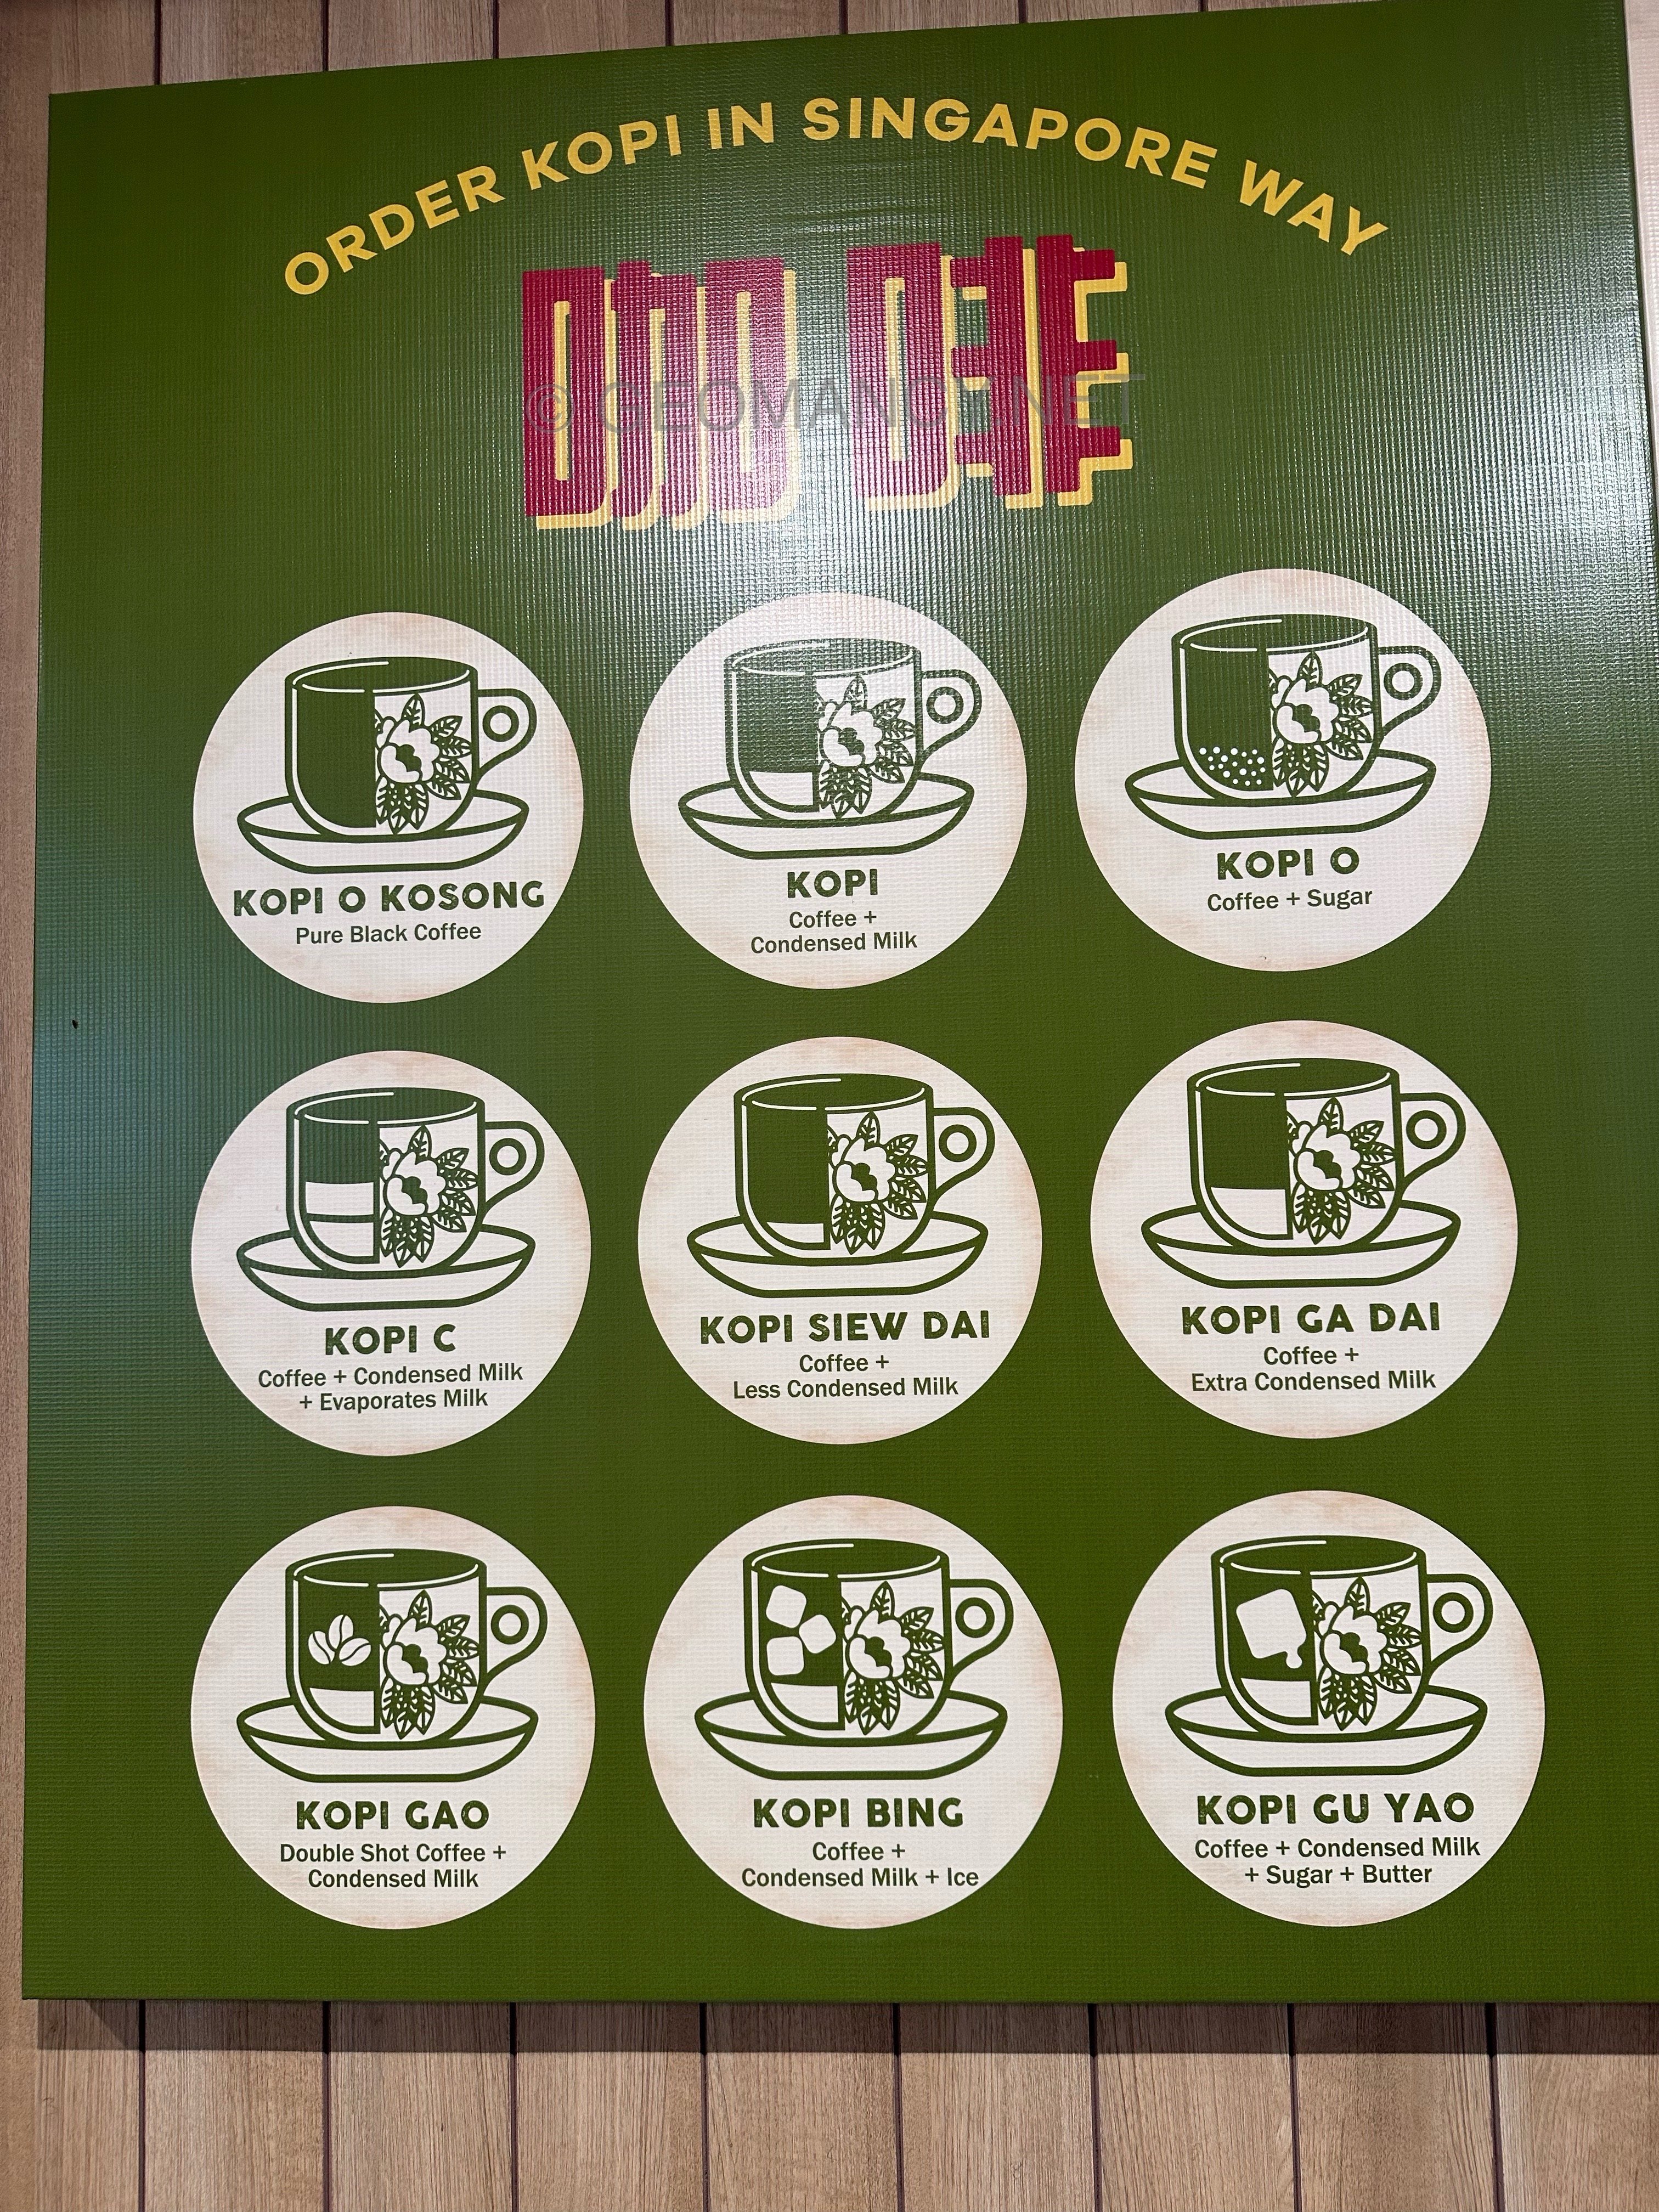 ORDER KOPI IN SINGAPORE WAY
咖啡
© GEOMANCY.NET
KOPI O KOSONG
Pure Black Coffee
KOPI
Coffee +
Condensed Milk
KOPI O
Coffee + Sugar
KOPI C
Coffee + Condensed Milk
+ Evaporates Milk
KOPI SIEW DAI
Coffee +
Less Condensed Milk
KOPI GA DAI
Coffee +
Extra Condensed Milk
KOPI GAO
Double Shot Coffee +
Condensed Milk
KOPI BING
Coffee +
Condensed Milk + Ice
KOPI GU YAO
Coffee + Condensed Milk
+ Sugar + Butter